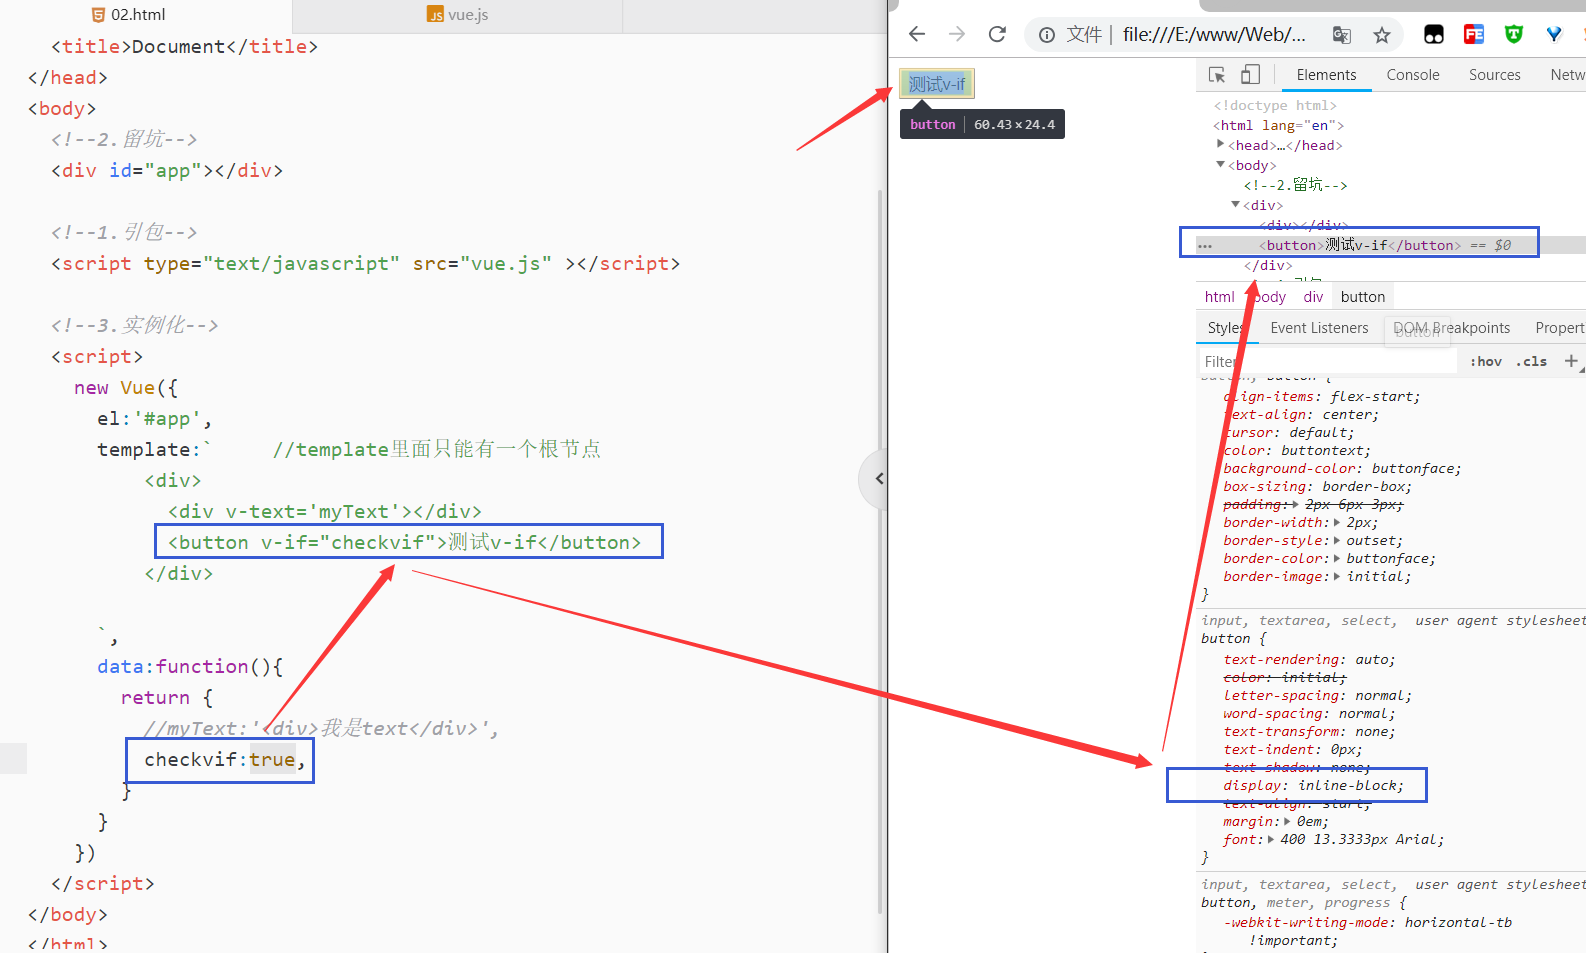 02.html
vue.js
<title>Document</title>
</head>
<body>
<!--2.留坑-->
<div id="app"></div>
<!--1.引包-->
<script type="text/javascript" src="vue.js" ></script>
<!--3.实例化-->
<script>
new Vue({
el:'#app',
template:` //template里面只能有一个根节点
<div>
<div v-text='myText'></div>
<button v-if="checkvif">测试v-if</button>
</div>
`,
data:function(){
return {
//myText:'<div>我是text</div>',
checkvif:true,
}
}
})
</script>
</body>
</html>
文件 file:///E:/www/Web/...
测试v-if
button 60.43×24.4
Elements Console Sources Netw
<!doctype html>
<html lang="en">
<head>…</head>
<body>
<!--2.留坑-->
<div>
<div></div>
… <button>测试v-if</button> == $0
</div>
html body div button
Styles Event Listeners DOM Breakpoints Propert
button
Filter :hov .cls +
align-items: flex-start;
text-align: center;
cursor: default;
color: buttontext;
background-color: buttonface;
box-sizing: border-box;
padding: 2px 6px 3px;
border-width: 2px;
border-style: outset;
border-color: buttonface;
border-image: initial;
}
input, textarea, select, user agent stylesheet
button {
text-rendering: auto;
color: initial;
letter-spacing: normal;
word-spacing: normal;
text-transform: none;
text-indent: 0px;
text-shadow: none;
display: inline-block;
text-align: start;
margin: 0em;
font: 400 13.3333px Arial;
}
input, textarea, select, user agent stylesheet
button, meter, progress {
-webkit-writing-mode: horizontal-tb
!important;